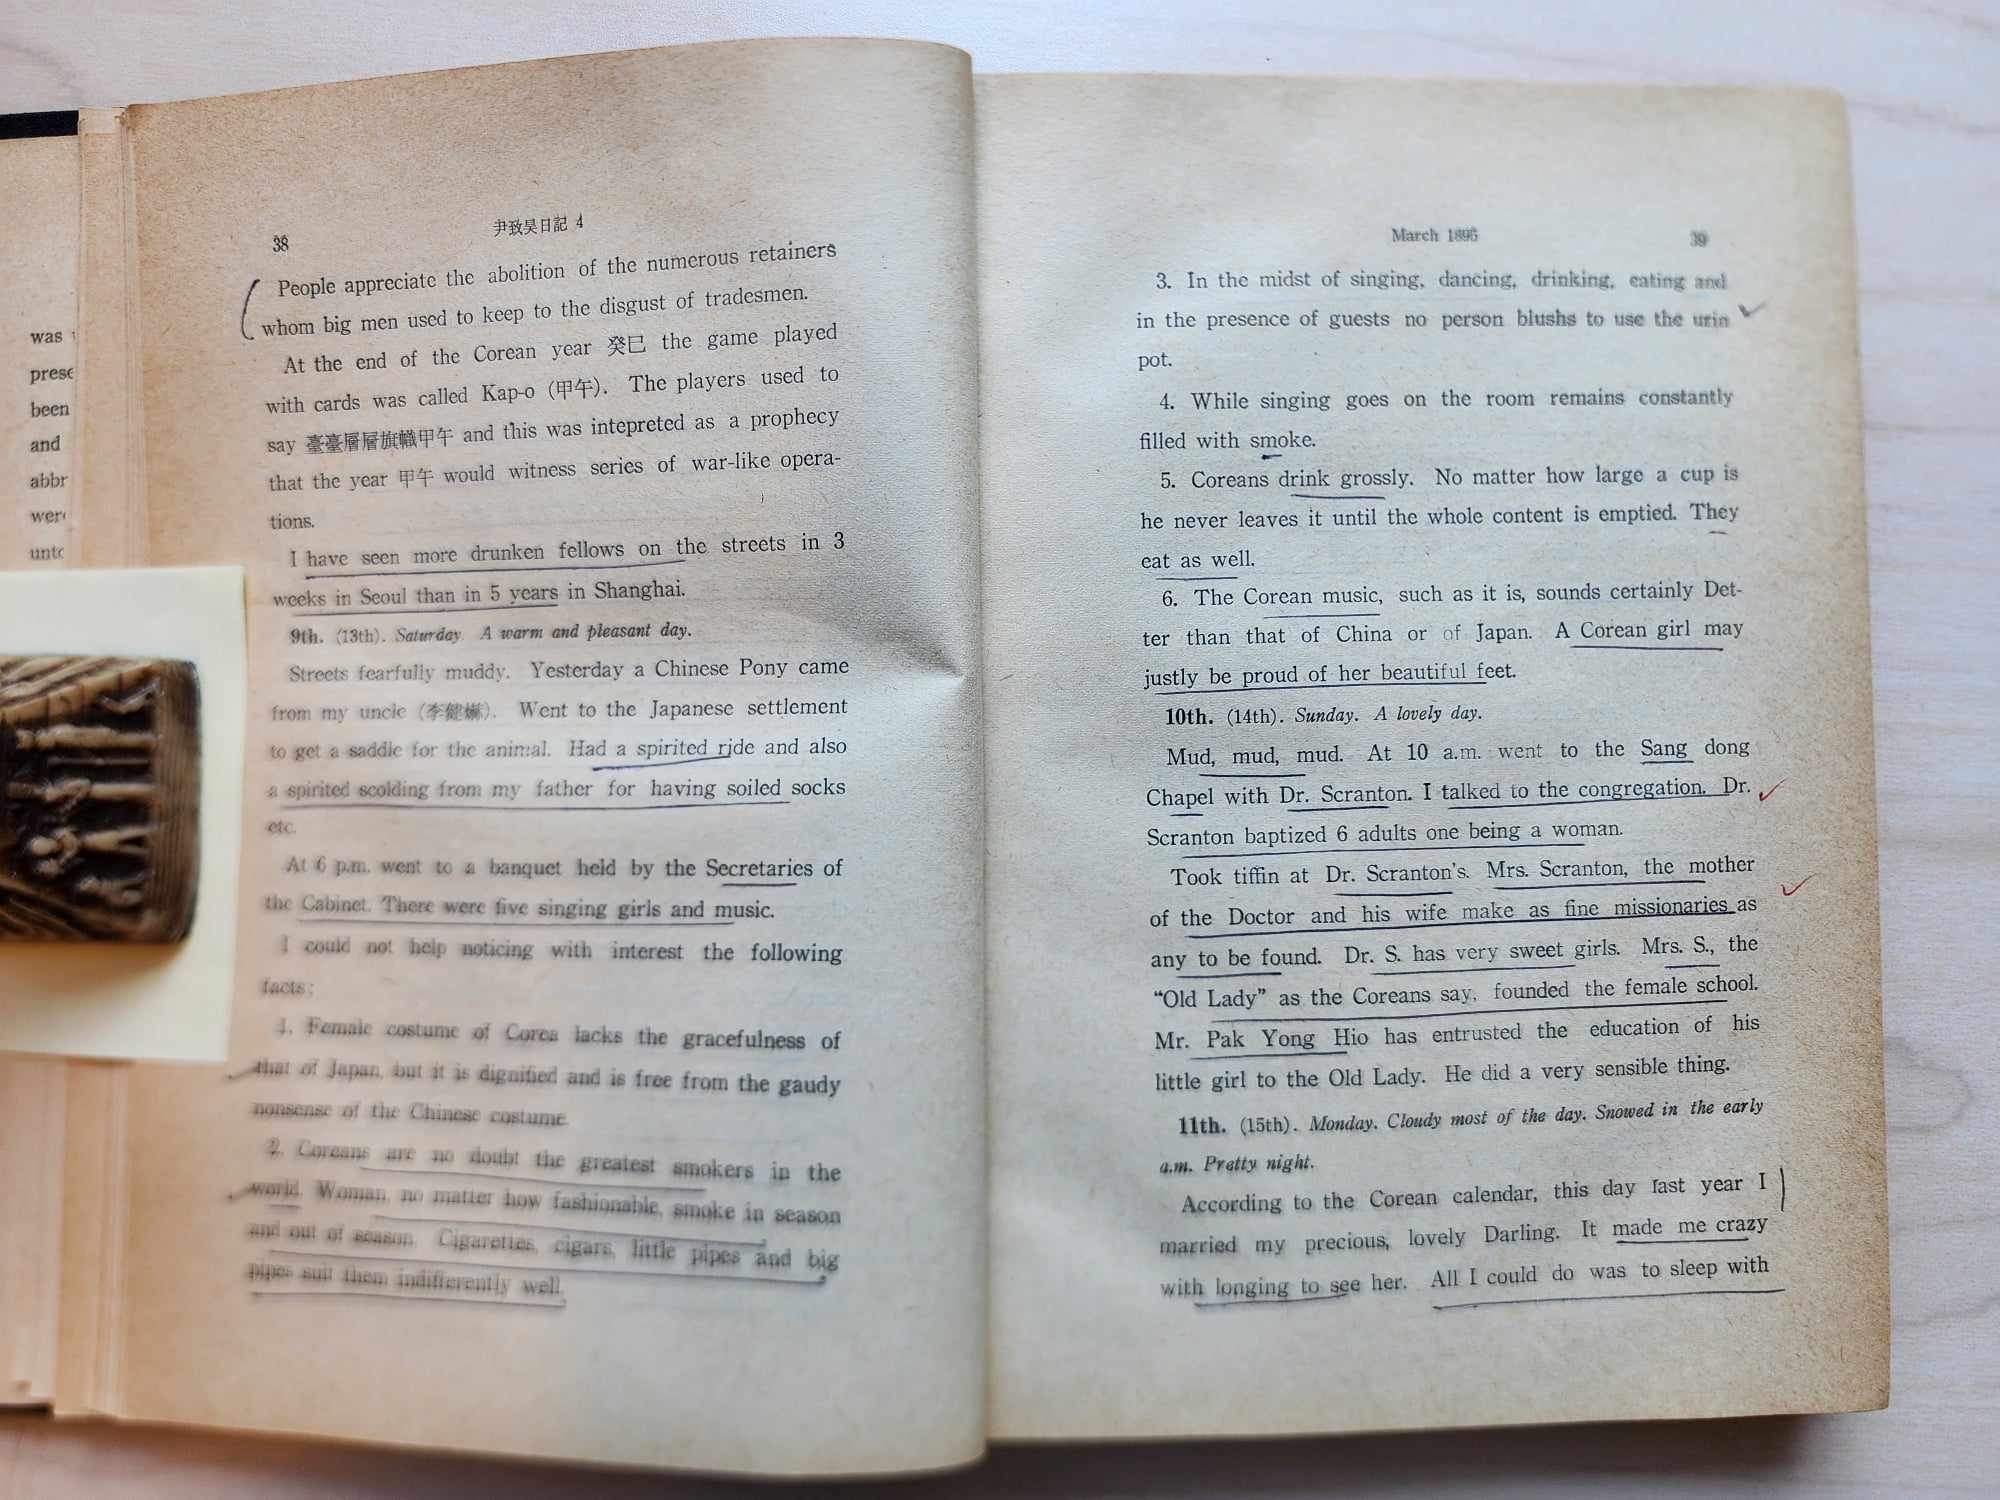 was
prese
been
and
abbr
were
unto
38
尹致昊日記 4
People appreciate the abolition of the numerous retainers
whom big men used to keep to the disgust of tradesmen.
At the end of the Corean year 癸巳 the game played
with cards was called Kap-o (甲午). The players used to
say 臺臺層層旗幟甲午 and this was intepreted as a prophecy
that the year 甲午 would witness series of war-like opera-
tions.
I have seen more drunken fellows on the streets in 3
weeks in Seoul than in 5 years in Shanghai.
9th. (13th). Saturday A warm and pleasant day.
Streets fearfully muddy. Yesterday a Chinese Pony came
from my uncle (李健爀). Went to the Japanese settlement
to get a saddle for the animal. Had a spirited ride and also
a spirited scolding from my father for having soiled socks
etc.
At 6 p.m. went to a banquet held by the Secretaries of
the Cabinet. There were five singing girls and music.
I could not help noticing with interest the following
facts:
1. Female costume of Corea lacks the gracefulness of
that of Japan, but it is dignified and is free from the gaudy
nonsense of the Chinese costume.
2. Coreans are no doubt the greatest smokers in the
world. Woman, no matter how fashionable, smoke in season
and out of season. Cigarettes, cigars, little pipes and big
pipes suit them indifferently well.
March 1896
39
3. In the midst of singing, dancing, drinking, eating and
in the presence of guests no person blushs to use the urin
pot.
4. While singing goes on the room remains constantly
filled with smoke.
5. Coreans drink grossly. No matter how large a cup is
he never leaves it until the whole content is emptied. They
eat as well.
6. The Corean music, such as it is, sounds certainly Det-
ter than that of China or of Japan. A Corean girl may
justly be proud of her beautiful feet.
10th. (14th). Sunday. A lovely day.
Mud, mud, mud. At 10 a.m. went to the Sang dong
Chapel with Dr. Scranton. I talked to the congregation. Dr.
Scranton baptized 6 adults one being a woman.
Took tiffin at Dr. Scranton's. Mrs. Scranton, the mother
of the Doctor and his wife make as fine missionaries as
any to be found. Dr. S. has very sweet girls. Mrs. S., the
“Old Lady” as the Coreans say, founded the female school.
Mr. Pak Yong Hio has entrusted the education of his
little girl to the Old Lady. He did a very sensible thing.
11th. (15th). Monday. Cloudy most of the day. Snowed in the early
a.m. Pretty night.
According to the Corean calendar, this day last year I
married my precious, lovely Darling. It made me crazy
with longing to see her. All I could do was to sleep with